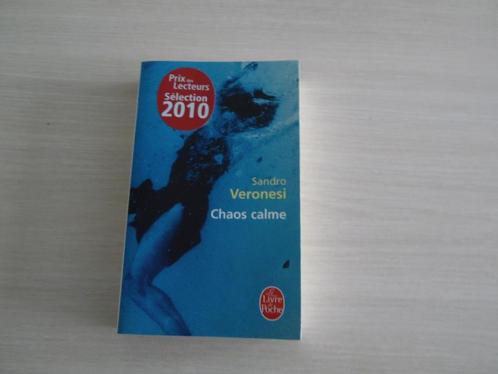 Prix des
Lecteurs
Sélection
2010
Sandro
Veronesi
Chaos calme
Le
Livre
de
Poche